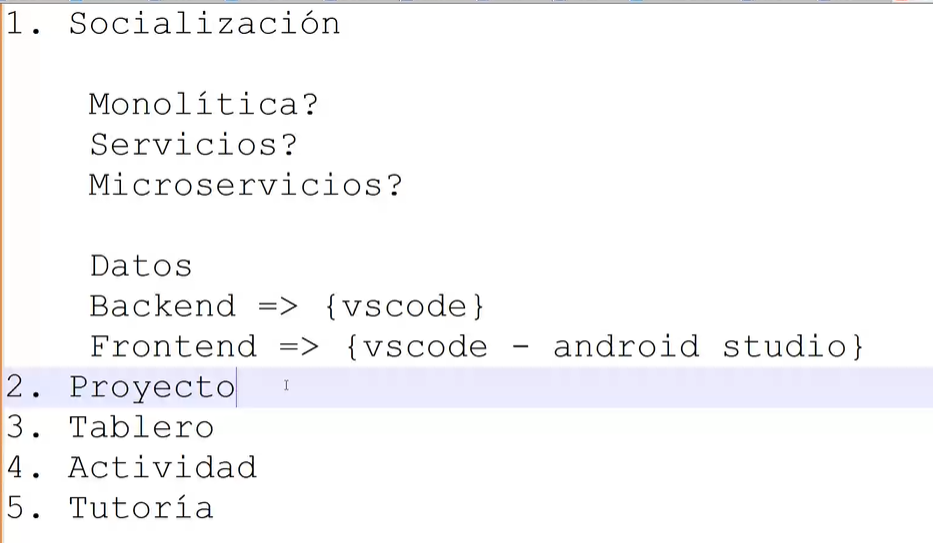 1. Socialización
Monolítica?
Servicios?
Microservicios?
Datos
Backend => {vscode}
Frontend => {vscode - android studio}
2. Proyecto
3. Tablero
4. Actividad
5. Tutoría